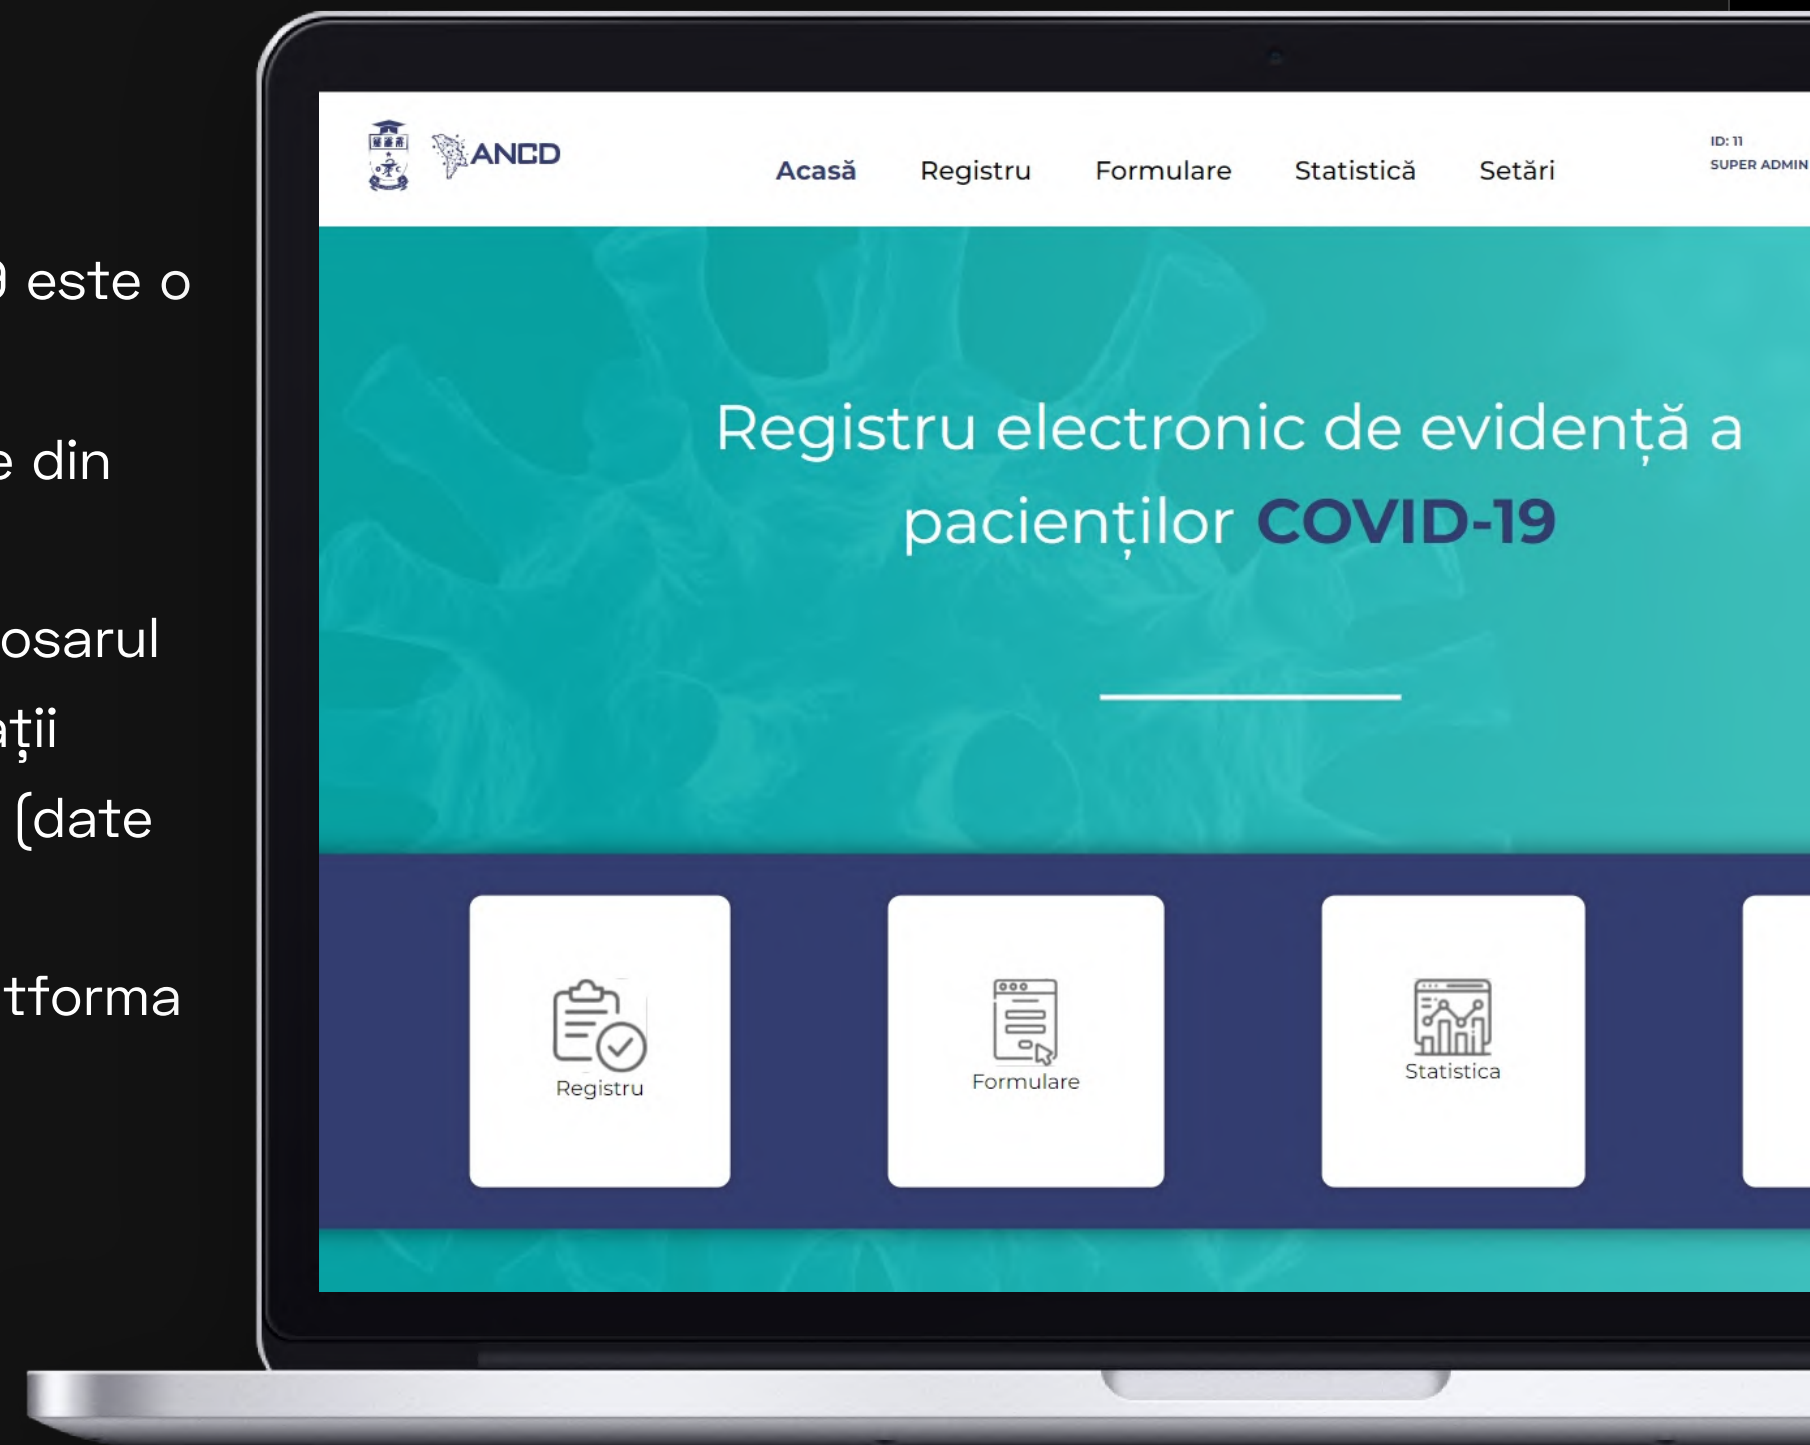 9 este o
e din
osarul
ații
(date
tforma
ANCD
Acasă Registru Formulare Statistică Setări
ID: 11
SUPER ADMIN
Registru electronic de evidență a
pacienților COVID-19
Registru
Formulare
Statistica